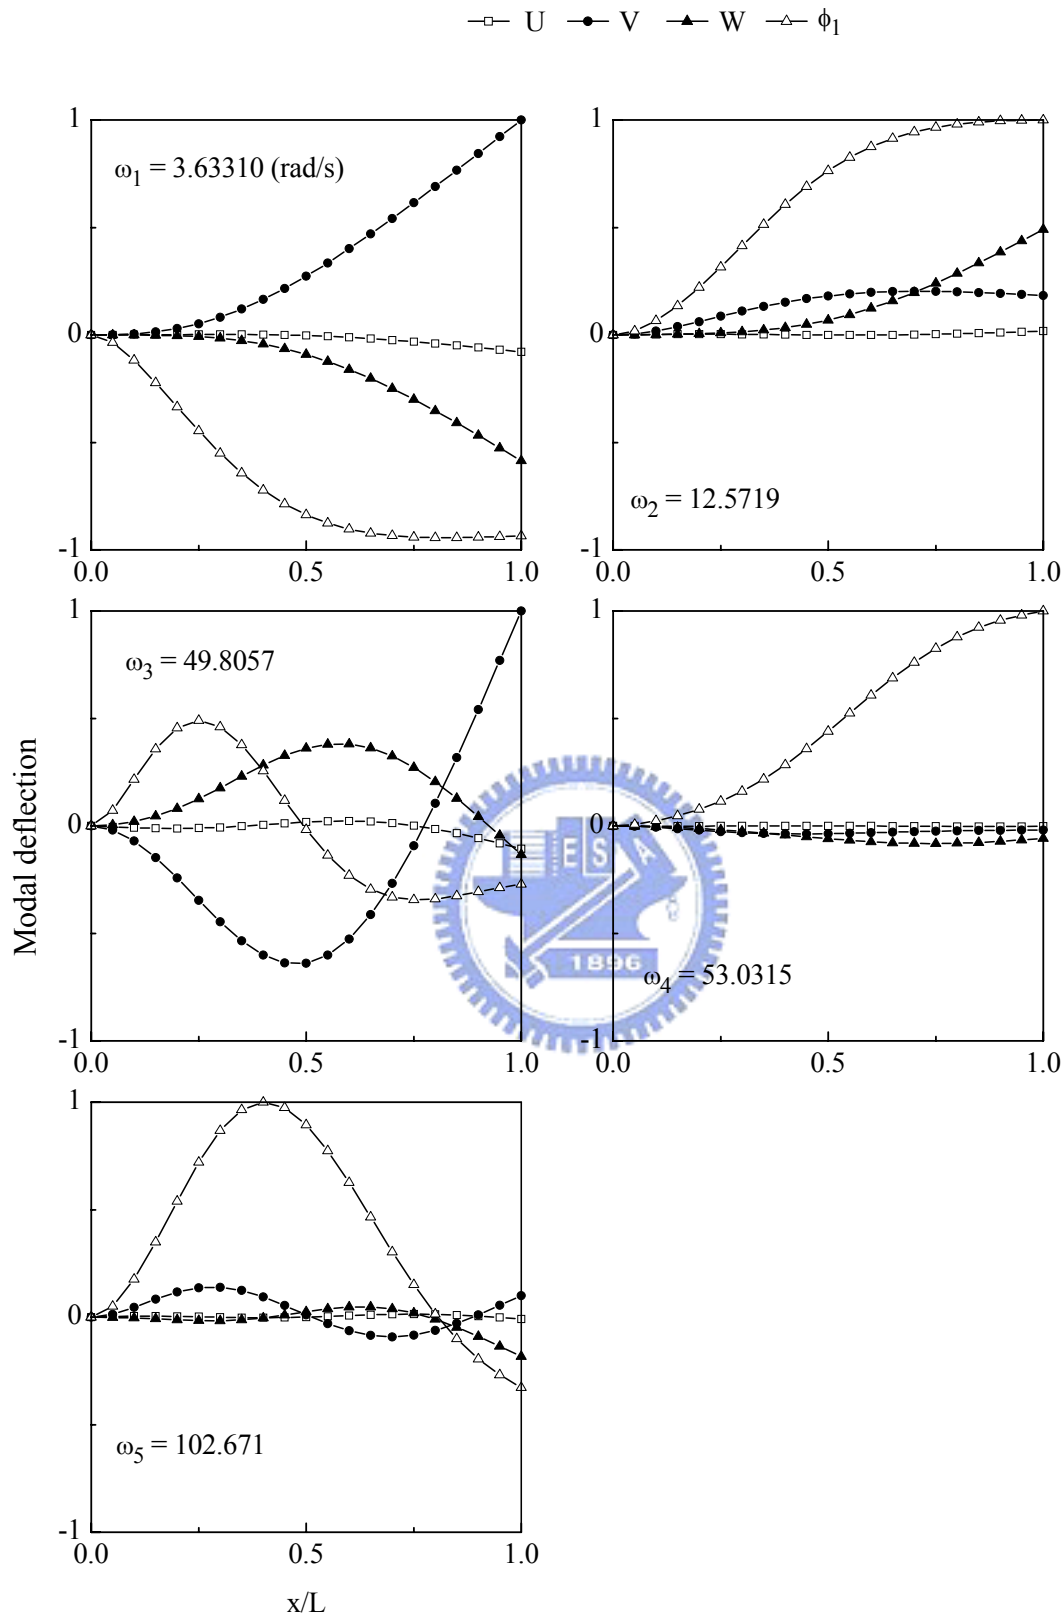 U V W ϕ1
1
0
-1
0.0 0.5 1.0
ω1 = 3.63310 (rad/s)
1
0
-1
0.0 0.5 1.0
ω2 = 12.5719
1
0
-1
0.0 0.5 1.0
ω3 = 49.8057
1
0
-1
0.0 0.5 1.0
ω4 = 53.0315
1
0
-1
0.0 0.5 1.0
ω5 = 102.671
Modal deflection
x/L
E S A
1896